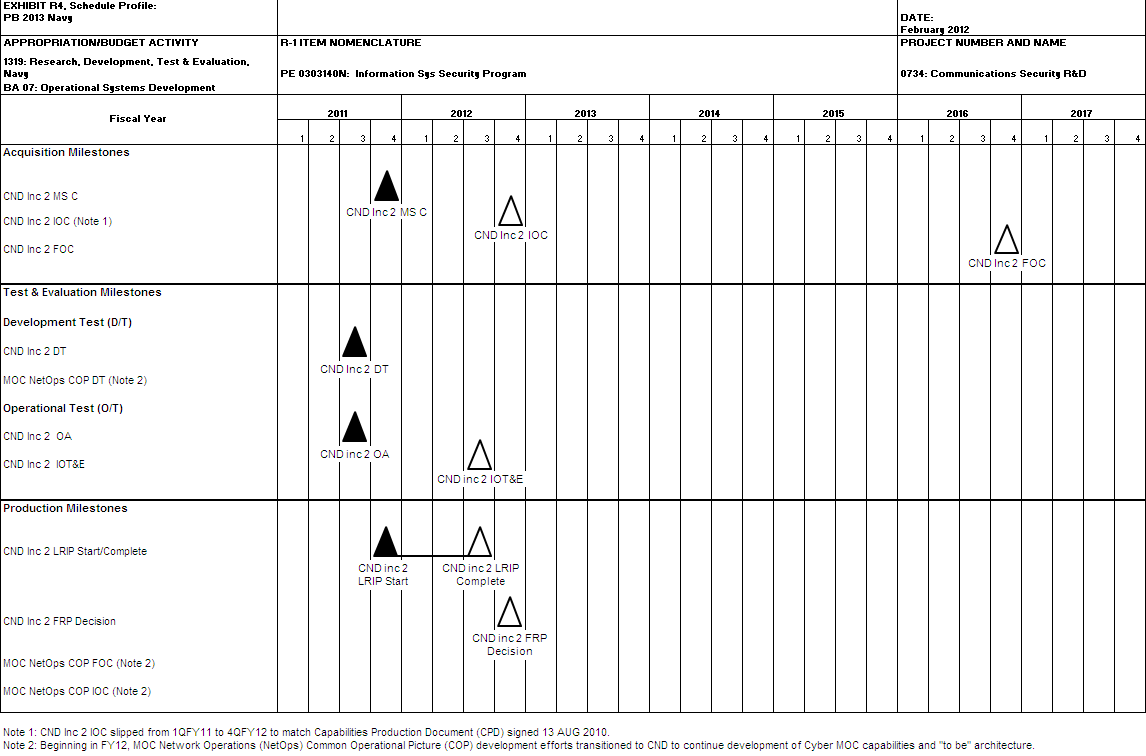 EXHIBIT R4, Schedule Profile:
PB 2013 Navy
DATE:
February 2012
APPROPRIATION/BUDGET ACTIVITY
R-1 ITEM NOMENCLATURE
PROJECT NUMBER AND NAME
1319: Research, Development, Test & Evaluation,
Navy
PE 0303140N: Information Sys Security Program
0734: Communications Security R&D
BA 07: Operational Systems Development
Fiscal Year
2011 2012 2013 2014 2015 2016 2017
1 2 3 4 1 2 3 4 1 2 3 4 1 2 3 4 1 2 3 4 1 2 3 4 1 2 3 4
Acquisition Milestones
CND Inc 2 MS C
CND Inc 2 MS C
CND Inc 2 IOC (Note 1)
CND Inc 2 IOC
CND Inc 2 FOC
CND Inc 2 FOC
Test & Evaluation Milestones
Development Test (D/T)
CND Inc 2 DT
CND Inc 2 DT
MOC NetOps COP DT (Note 2)
Operational Test (O/T)
CND Inc 2 OA
CND inc 2 OA
CND Inc 2 IOT&E
CND inc 2 IOT&E
Production Milestones
CND Inc 2 LRIP Start/Complete
CND inc 2
LRIP Start
CND inc 2 LRIP
Complete
CND Inc 2 FRP Decision
CND inc 2 FRP
Decision
MOC NetOps COP FOC (Note 2)
MOC NetOps COP IOC (Note 2)
Note 1: CND Inc 2 IOC slipped from 1QFY11 to 4QFY12 to match Capabilities Production Document (CPD) signed 13 AUG 2010.
Note 2: Beginning in FY12, MOC Network Operations (NetOps) Common Operational Picture (COP) development efforts transitioned to CND to continue development of Cyber MOC capabilities and "to be" architecture.